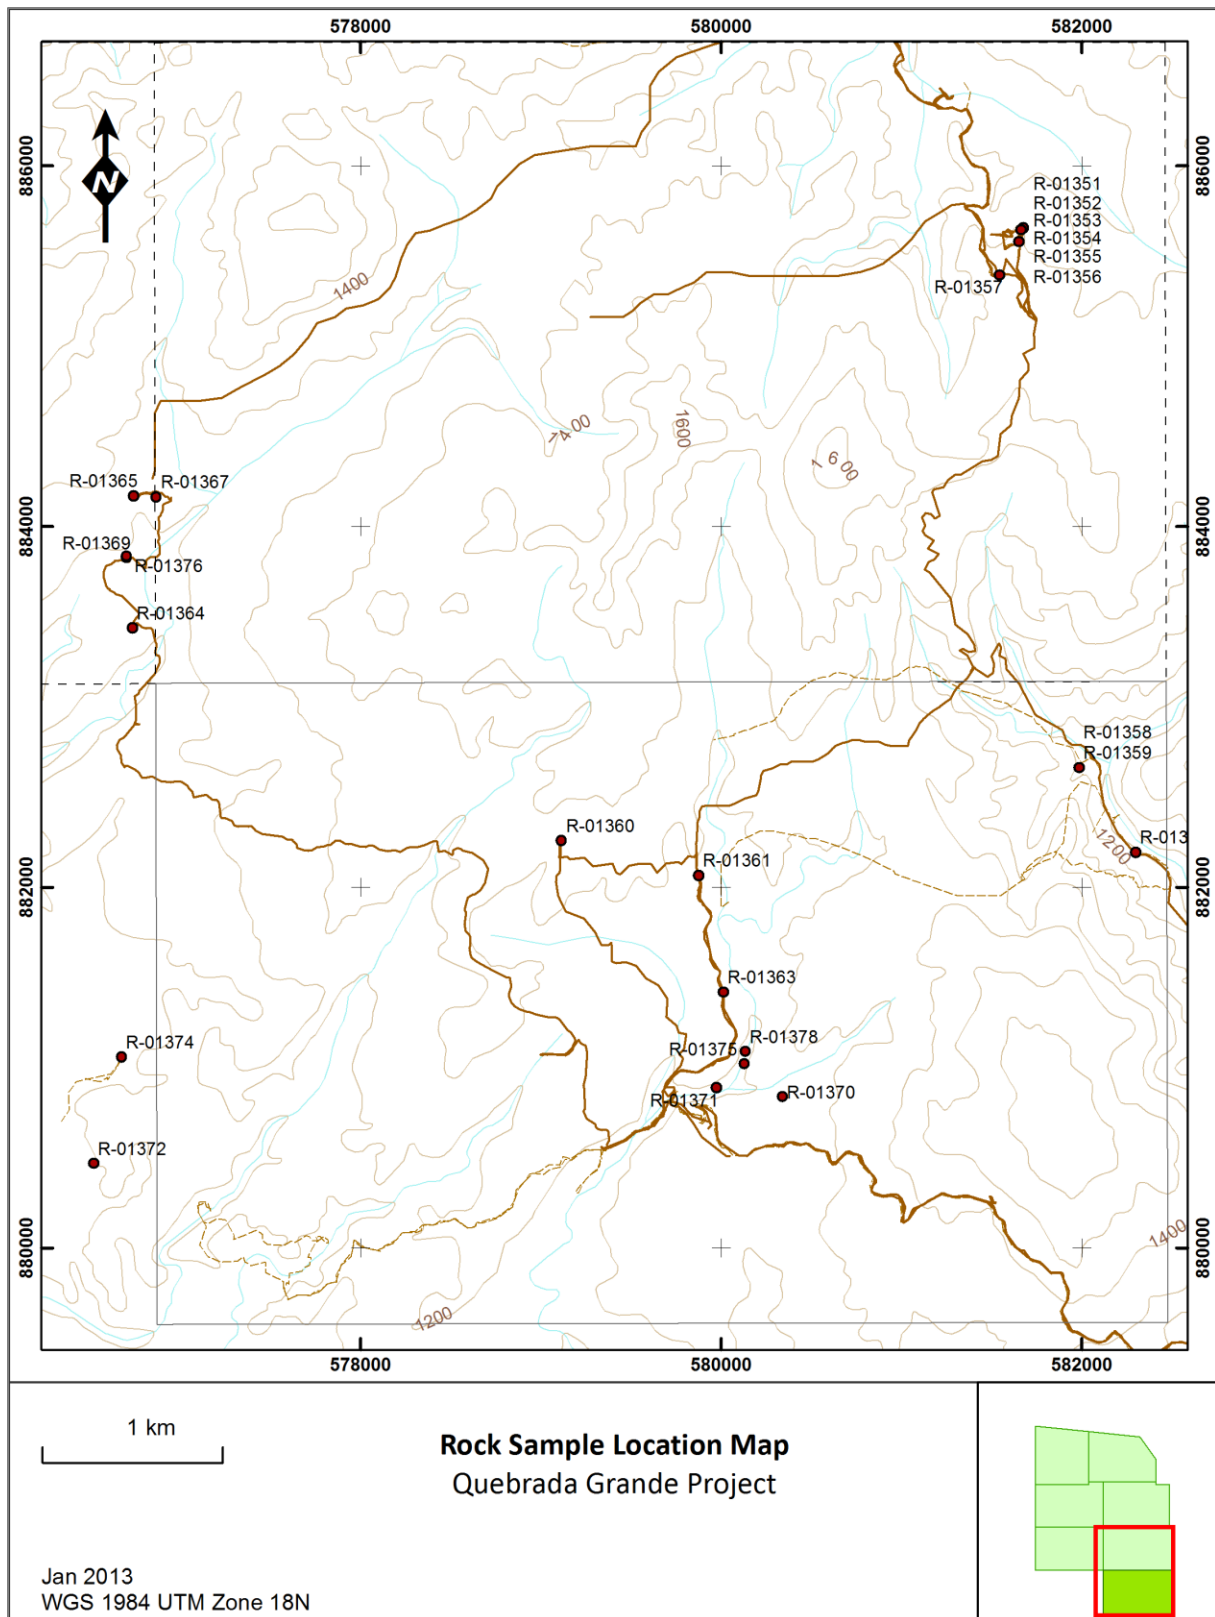 578000
580000
582000
886000
886000
R-01351
R-01352
R-01353
R-01354
R-01355
R-01356
R-01357
1400
1400
1600
1600
R-01365
R-01367
884000
884000
R-01369
R-01376
R-01364
R-01358
R-01359
R-01360
1200
R-013
R-01361
882000
882000
R-01363
R-01374
R-01378
R-01375
R-01371
R-01370
R-01372
880000
880000
1400
1200
578000
580000
582000
1 km
Rock Sample Location Map
Quebrada Grande Project
N
Jan 2013
WGS 1984 UTM Zone 18N